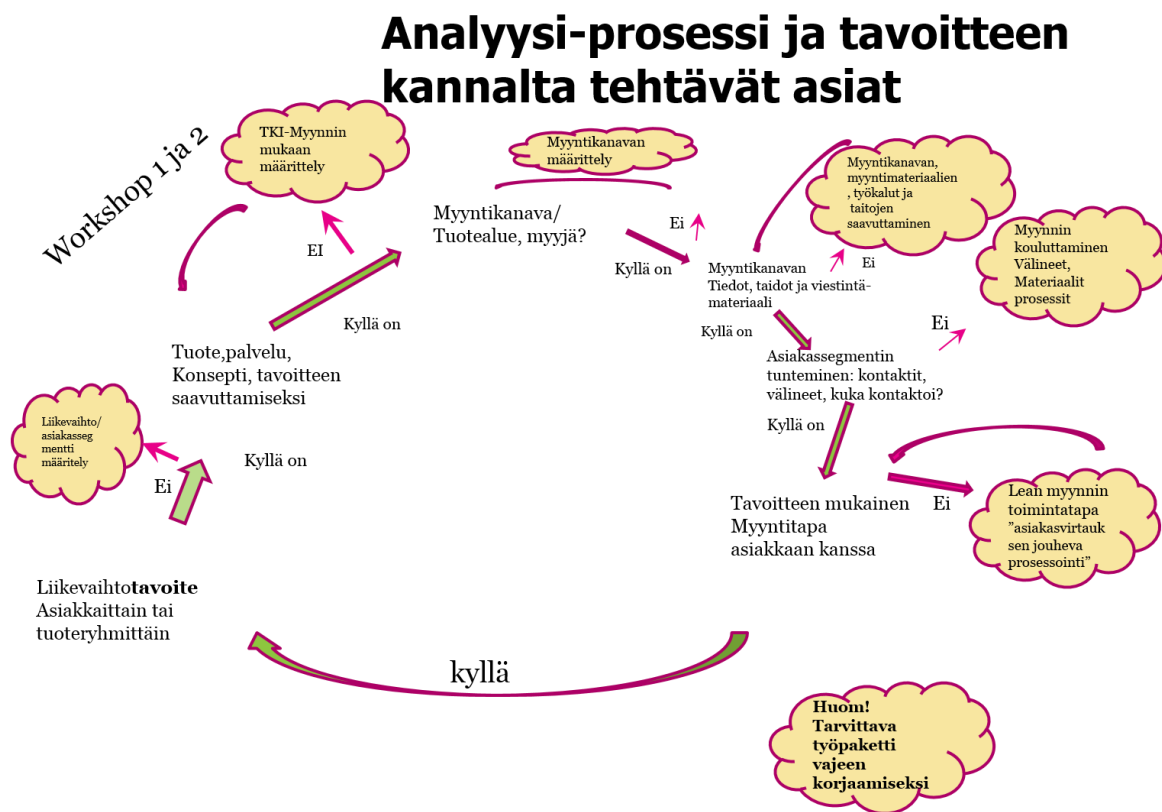 Analyysi-prosessi ja tavoitteen
kannalta tehtävät asiat
Workshop 1 ja 2
TKI-Myynnin
mukaan
määrittely
EI
Kyllä on
Tuote,palvelu,
Konsepti, tavoitteen
saavuttamiseksi
Liikevaihto/
asiakasseg
mentti
määritely
Ei
Kyllä on
Liikevaihtotavoite
Asiakkaittain tai
tuoteryhmittäin
Myyntikanavan
määrittely
Myyntikanava/
Tuotealue, myyjä?
Ei
Kyllä on
Myyntikanavan,
myyntimateriaalien
, työkalut ja
taitojen
saavuttaminen
Ei
Myyntikanavan
Tiedot, taidot ja viestintä-
materiaali
Kyllä on
Myynnin
kouluttaminen
Välineet,
Materiaalit
prosessit
Ei
Asiakassegmentin
tunteminen: kontaktit,
välineet, kuka kontaktoi?
Kyllä on
Tavoitteen mukainen
Myyntitapa
asiakkaan kanssa
Ei
Leah myynnin
toimintatapa
”asiakasvirtauk
sen jouheva
prosessointi”
kyllä
Huom!
Tarvittava
työpaketti
vajeen
korjaamiseksi